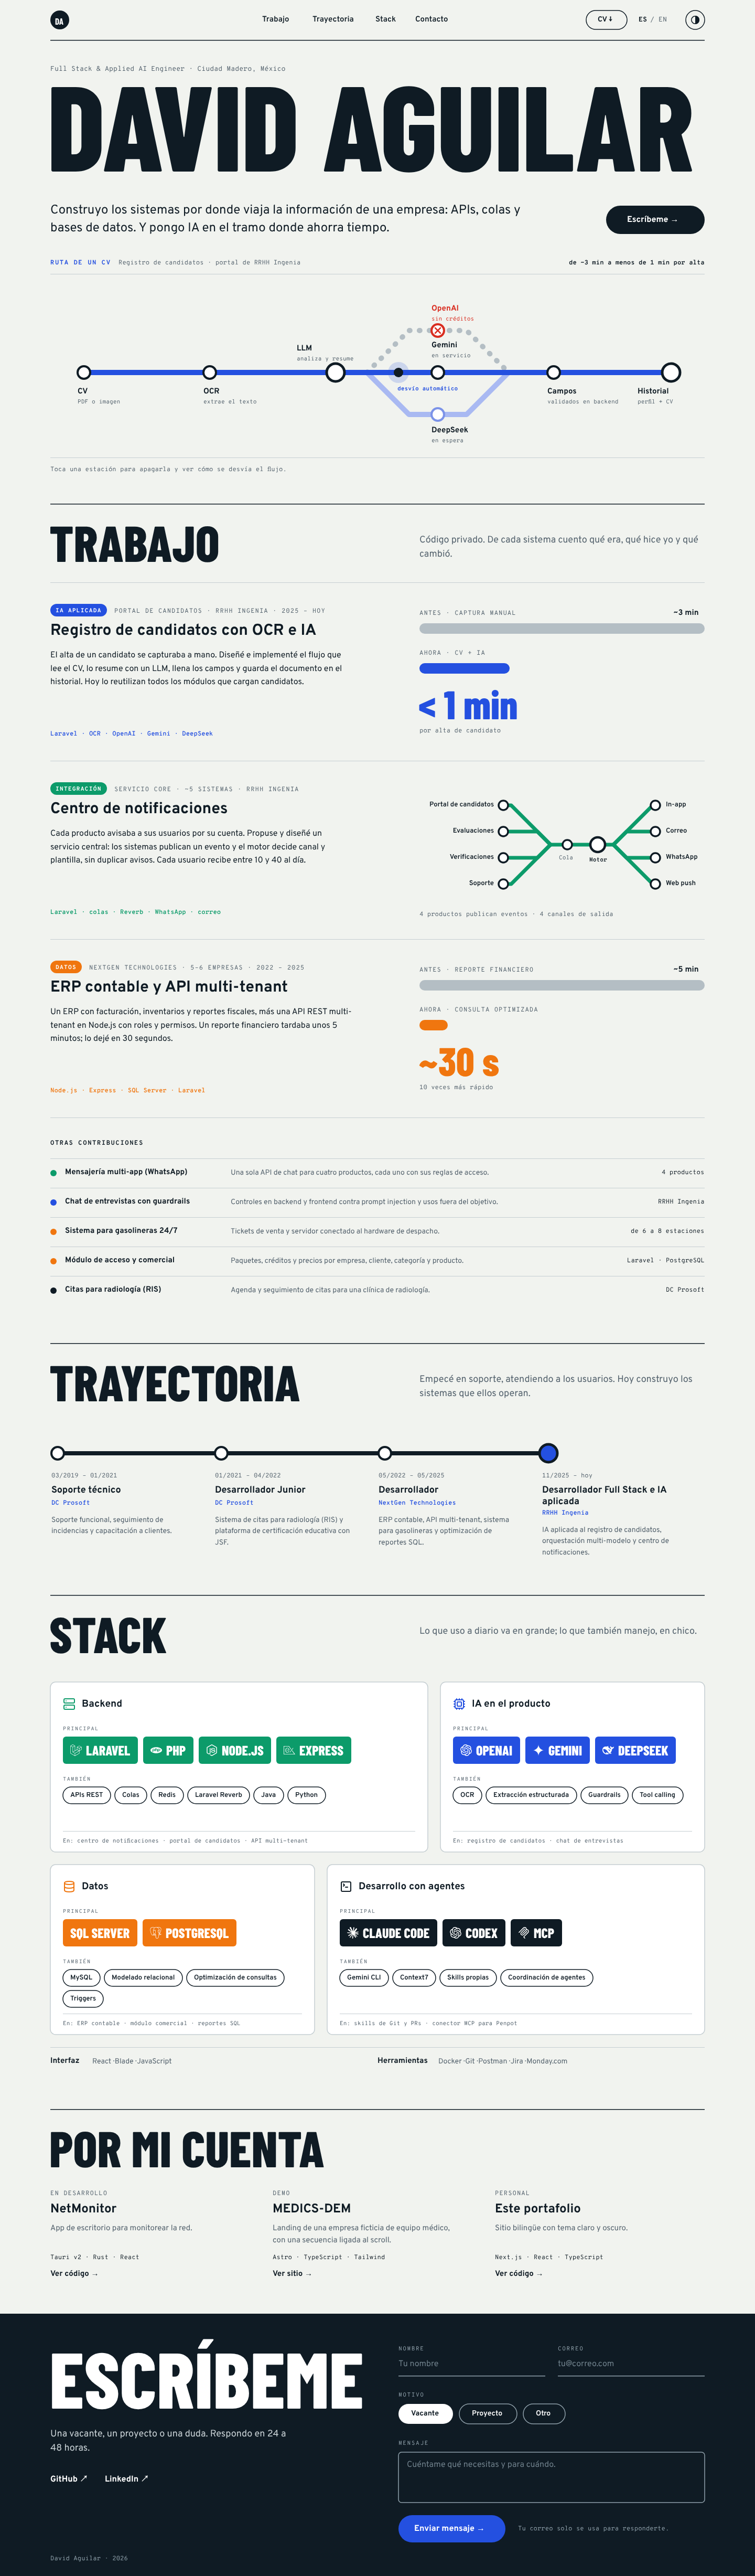 DA
Trabajo
Trayectoria
Stack
Contacto
CV ↓
ES / EN
Full Stack & Applied AI Engineer · Ciudad Madero, México
DAVID AGUILAR
Construyo los sistemas por donde viaja la información de una empresa: APIs, colas y
bases de datos. Y pongo IA en el tramo donde ahorra tiempo.
Escríbeme →
RUTA DE UN CV Registro de candidatos · portal de RRHH Ingenia
de ~3 min a menos de 1 min por alta
OpenAI
sin créditos
LLM
analiza y resume
Gemini
en servicio
CV
PDF o imagen
OCR
extrae el texto
desvío automático
Campos
validados en backend
Historial
perfil + CV
DeepSeek
en espera
Toca una estación para apagarla y ver cómo se desvía el flujo.
TRABAJO
Código privado. De cada sistema cuento qué era, qué hice yo y qué
cambió.
IA APLICADA PORTAL DE CANDIDATOS · RRHH INGENIA · 2025 – HOY
Registro de candidatos con OCR e IA
El alta de un candidato se capturaba a mano. Diseñé e implementé el flujo que
lee el CV, lo resume con un LLM, llena los campos y guarda el documento en el
historial. Hoy lo reutilizan todos los módulos que cargan candidatos.
Laravel · OCR · OpenAI · Gemini · DeepSeek
ANTES · CAPTURA MANUAL
~3 min
AHORA · CV + IA
< 1 min
por alta de candidato
INTEGRACIÓN SERVICIO CORE · ~5 SISTEMAS · RRHH INGENIA
Centro de notificaciones
Cada producto avisaba a sus usuarios por su cuenta. Propuse y diseñé un
servicio central: los sistemas publican un evento y el motor decide canal y
plantilla, sin duplicar avisos. Cada usuario recibe entre 10 y 40 al día.
Laravel · colas · Reverb · WhatsApp · correo
Portal de candidatos
Evaluaciones
Verificaciones
Soporte
Cola
Motor
In-app
Correo
WhatsApp
Web push
4 productos publican eventos · 4 canales de salida
DATOS NEXTGEN TECHNOLOGIES · 5–6 EMPRESAS · 2022 – 2025
ERP contable y API multi-tenant
Un ERP con facturación, inventarios y reportes fiscales, más una API REST multi-
tenant en Node.js con roles y permisos. Un reporte financiero tardaba unos 5
minutos; lo dejé en 30 segundos.
Node.js · Express · SQL Server · Laravel
ANTES · REPORTE FINANCIERO
~5 min
AHORA · CONSULTA OPTIMIZADA
~30 s
10 veces más rápido
OTRAS CONTRIBUCIONES
Mensajería multi-app (WhatsApp) Una sola API de chat para cuatro productos, cada uno con sus reglas de acceso. 4 productos
Chat de entrevistas con guardrails Controles en backend y frontend contra prompt injection y usos fuera del objetivo. RRHH Ingenia
Sistema para gasolineras 24/7 Tickets de venta y servidor conectado al hardware de despacho. de 6 a 8 estaciones
Módulo de acceso y comercial Paquetes, créditos y precios por empresa, cliente, categoría y producto. Laravel · PostgreSQL
Citas para radiología (RIS) Agenda y seguimiento de citas para una clínica de radiología. DC Prosoft
TRAYECTORIA
Empecé en soporte, atendiendo a los usuarios. Hoy construyo los
sistemas que ellos operan.
03/2019 – 01/2021
Soporte técnico
DC Prosoft
Soporte funcional, seguimiento de
incidencias y capacitación a clientes.
01/2021 – 04/2022
Desarrollador Junior
DC Prosoft
Sistema de citas para radiología (RIS) y
plataforma de certificación educativa con
JSF.
05/2022 – 05/2025
Desarrollador
NextGen Technologies
ERP contable, API multi-tenant, sistema
para gasolineras y optimización de
reportes SQL.
11/2025 – hoy
Desarrollador Full Stack e IA
aplicada
RRHH Ingenia
IA aplicada al registro de candidatos,
orquestación multi-modelo y centro de
notificaciones.
STACK
Lo que uso a diario va en grande; lo que también manejo, en chico.
Backend
PRINCIPAL
LARAVEL
PHP
NODE.JS
EXPRESS
TAMBIÉN
APIs REST
Colas
Redis
Laravel Reverb
Java
Python
En: centro de notificaciones · portal de candidatos · API multi-tenant
IA en el producto
PRINCIPAL
OPENAI
GEMINI
DEEPSEEK
TAMBIÉN
OCR
Extracción estructurada
Guardrails
Tool calling
En: registro de candidatos · chat de entrevistas
Datos
PRINCIPAL
SQL SERVER
POSTGRESQL
TAMBIÉN
MySQL
Modelado relacional
Optimización de consultas
Triggers
En: ERP contable · módulo comercial · reportes SQL
Desarrollo con agentes
PRINCIPAL
CLAUDE CODE
CODEX
MCP
TAMBIÉN
Gemini CLI
Context7
Skills propias
Coordinación de agentes
En: skills de Git y PRs · conector MCP para Penpot
Interfaz React ·Blade ·JavaScript
Herramientas Docker ·Git ·Postman ·Jira ·Monday.com
POR MI CUENTA
EN DESARROLLO
NetMonitor
App de escritorio para monitorear la red.
Tauri v2 · Rust · React
Ver código →
DEMO
MEDICS-DEM
Landing de una empresa ficticia de equipo médico,
con una secuencia ligada al scroll.
Astro · TypeScript · Tailwind
Ver sitio →
PERSONAL
Este portafolio
Sitio bilingüe con tema claro y oscuro.
Next.js · React · TypeScript
Ver código →
ESCRÍBEME
Una vacante, un proyecto o una duda. Respondo en 24 a
48 horas.
GitHub ↗
LinkedIn ↗
NOMBRE
Tu nombre
CORREO
tu@correo.com
MOTIVO
Vacante
Proyecto
Otro
MENSAJE
Cuéntame qué necesitas y para cuándo.
Enviar mensaje →
Tu correo solo se usa para responderte.
David Aguilar · 2026